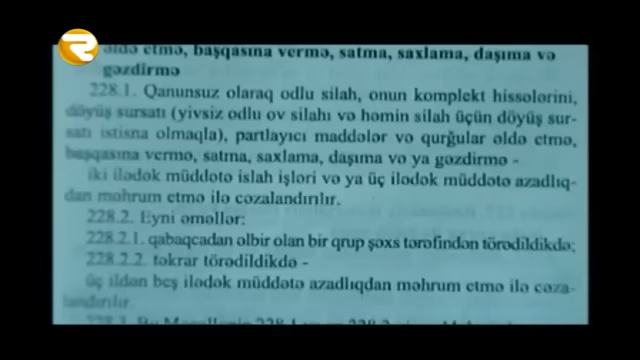 əldə etmə, başqasına vermə, satma, saxlama, daşıma və
gəzdirmə
228.1. Qanunsuz olaraq odlu silah, onun komplekt hissələrini,
döyüş sursatı (yivsiz odlu ov silahı və həmin silah üçün döyüş sur-
satı istisna olmaqla), partlayıcı maddələr və qurğular əldə etmə,
başqasına vermə, satma, saxlama, daşıma və ya gəzdirmə -
iki ilədək müddətə islah işləri və ya üç ilədək müddətə azadlıq-
dan məhrum etmə ilə cəzalandırılır.
228.2. Eyni əməllər:
228.2.1. qabaqcadan əlbir olan bir qrup şəxs tərəfindən törədildikdə;
228.2.2. təkrar törədildikdə -
üç ildən beş ilədək müddətə azadlıqdan məhrum etmə ilə cəza-
landırılır.